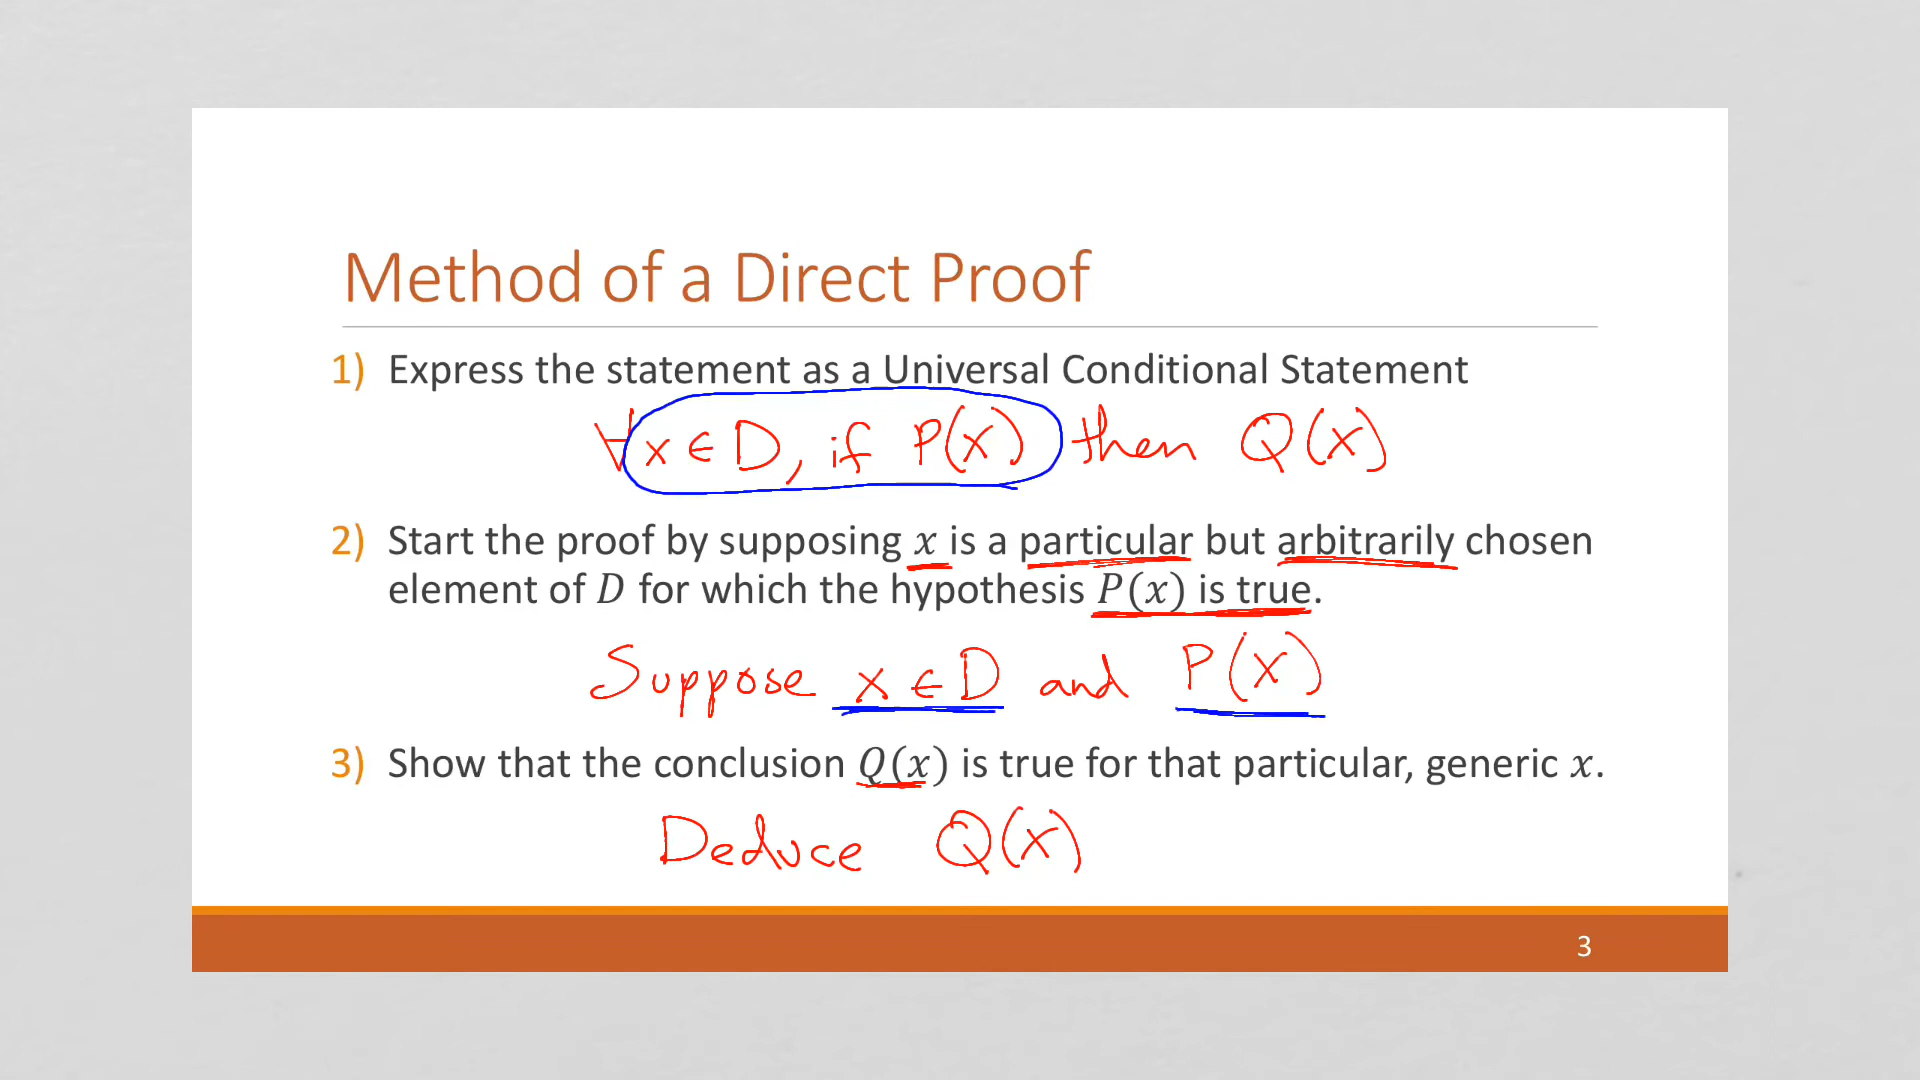 Method of a Direct Proof
1) Express the statement as a Universal Conditional Statement
∀x ∈ D, if P(x) then Q(x)
2) Start the proof by supposing x is a particular but arbitrarily chosen
element of D for which the hypothesis P(x) is true.
Suppose x ∈ D and P(x)
3) Show that the conclusion Q(x) is true for that particular, generic x.
Deduce Q(x)
3